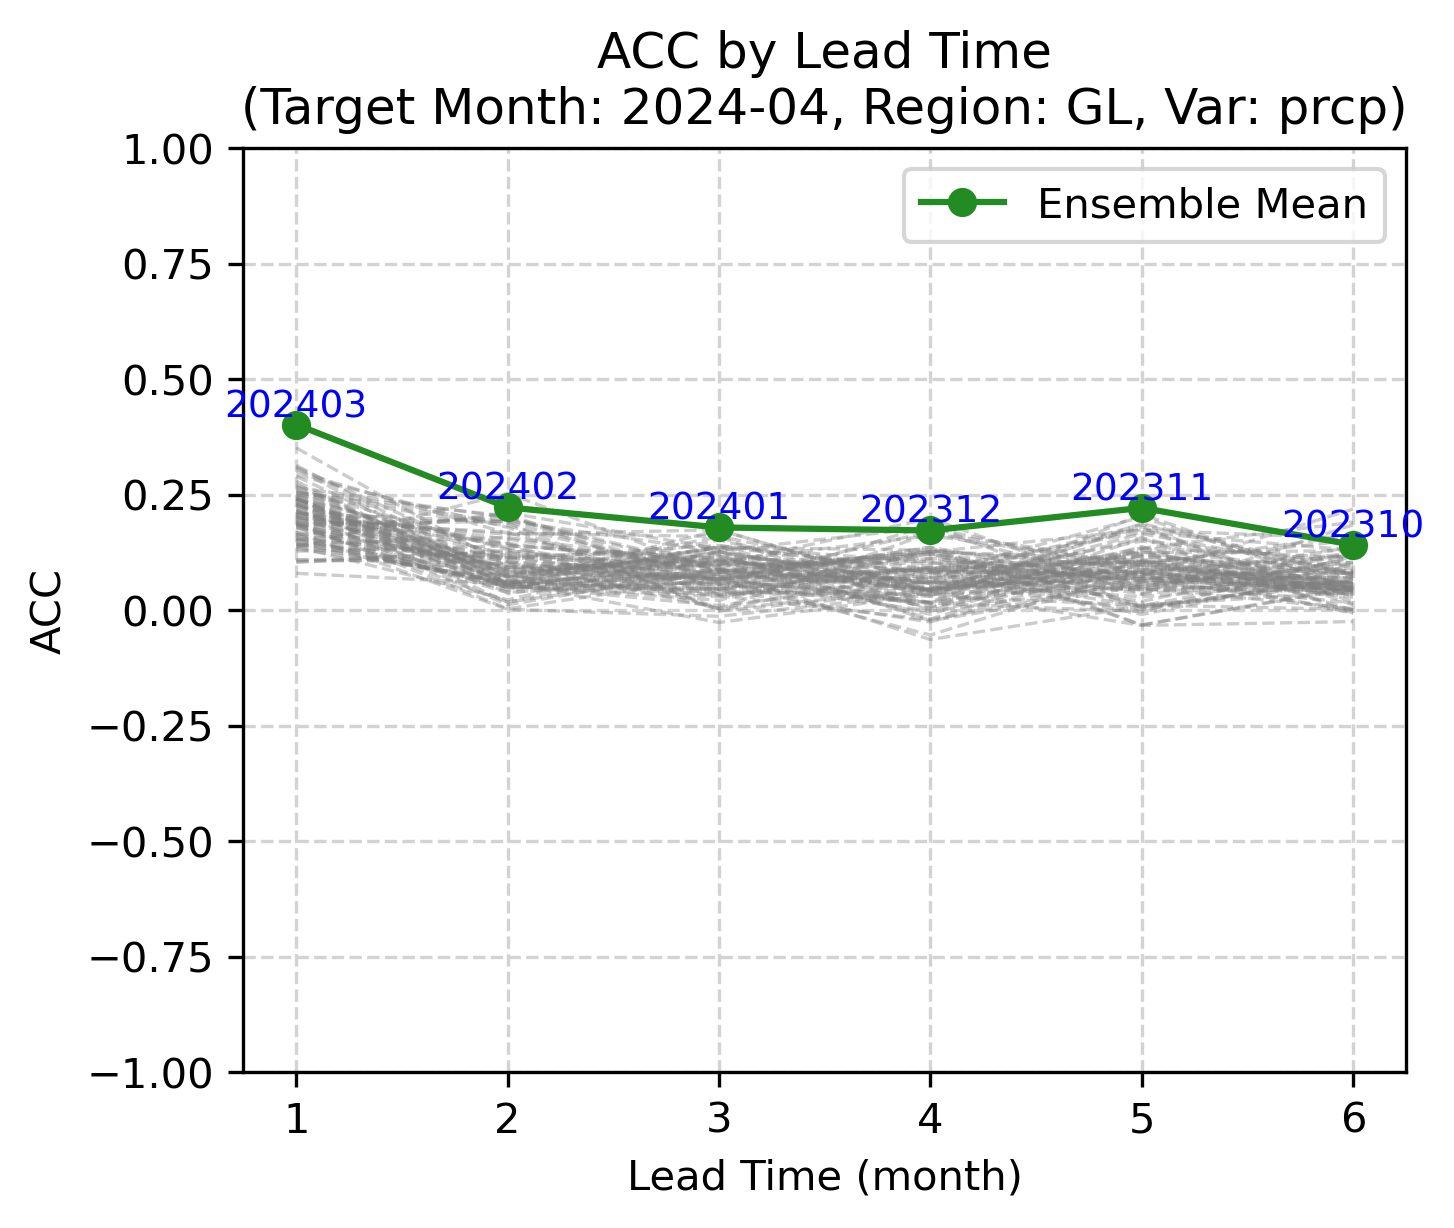 ACC by Lead Time
(Target Month: 2024-04, Region: GL, Var: prcp)
1.00
0.75
0.50
0.25
0.00
−0.25
−0.50
−0.75
−1.00
ACC
Ensemble Mean
202403
202402
202401
202312
202311
202310
1 2 3 4 5 6
Lead Time (month)